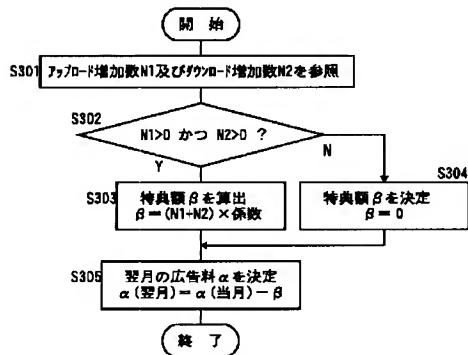 開 始
S301
アップロード増加数N1及びダウンロード増加数N2を参照
S302
N1>0 かつ N2>0 ?
Y
N
S303
特典額βを算出
β=(N1+N2)×係数
S304
特典額βを決定
β=0
S305
翌月の広告料αを決定
α(翌月)=α(当月)-β
終 了